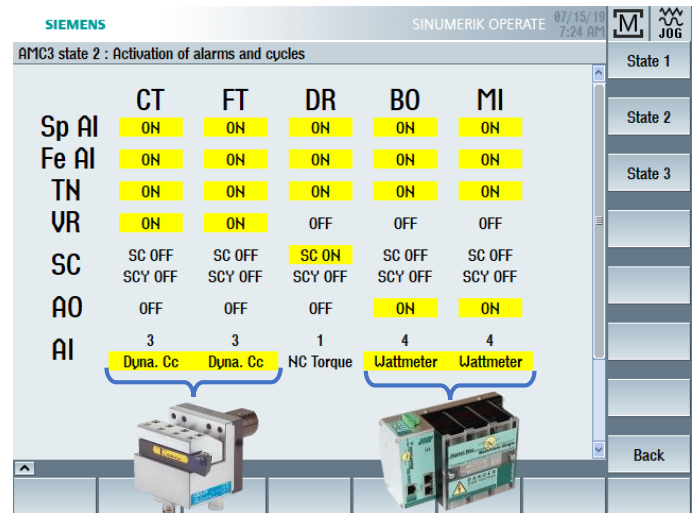 SIEMENS
SINUMERIK OPERATE 07/15/19 7:24 AM
M JOG
AMC3 state 2 : Activation of alarms and cycles
State 1
CT FT DR BO MI
Sp Al ON ON ON ON ON
State 2
Fe Al ON ON ON ON ON
State 3
TN ON ON ON ON ON
VR ON ON OFF OFF OFF
SC SC OFF SC OFF SC ON SC OFF SC OFF
SCY OFF SCY OFF SCY OFF SCY OFF SCY OFF
AO OFF OFF OFF ON ON
AI 3 3 1 4 4
Dyna. Cc Dyna. Cc NC Torque Wattmeter Wattmeter
Back
DANGER